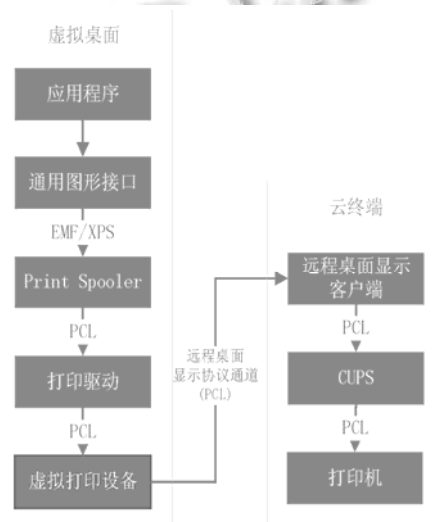 虚拟桌面
应用程序
通用图形接口
EMF/XPS
Print Spooler
PCL
打印驱动
PCL
虚拟打印设备
远程桌面
显示协议通道
(PCL)
云终端
远程桌面显示
客户端
PCL
CUPS
PCL
打印机